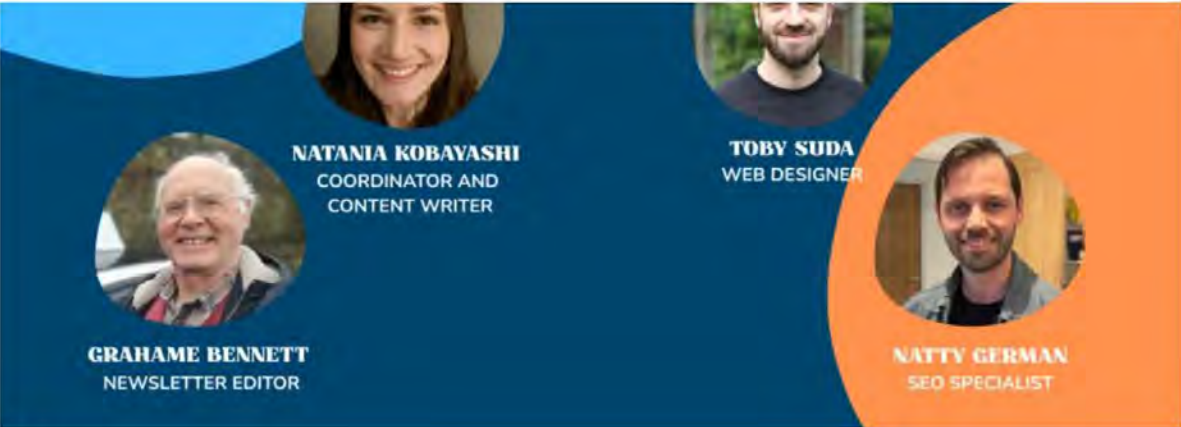 NATANIA KOBAYASHI
COORDINATOR AND
CONTENT WRITER
TOBY SUDA
WEB DESIGNER
GRAHAME BENNETT
NEWSLETTER EDITOR
NATTY GERMAN
SEO SPECIALIST